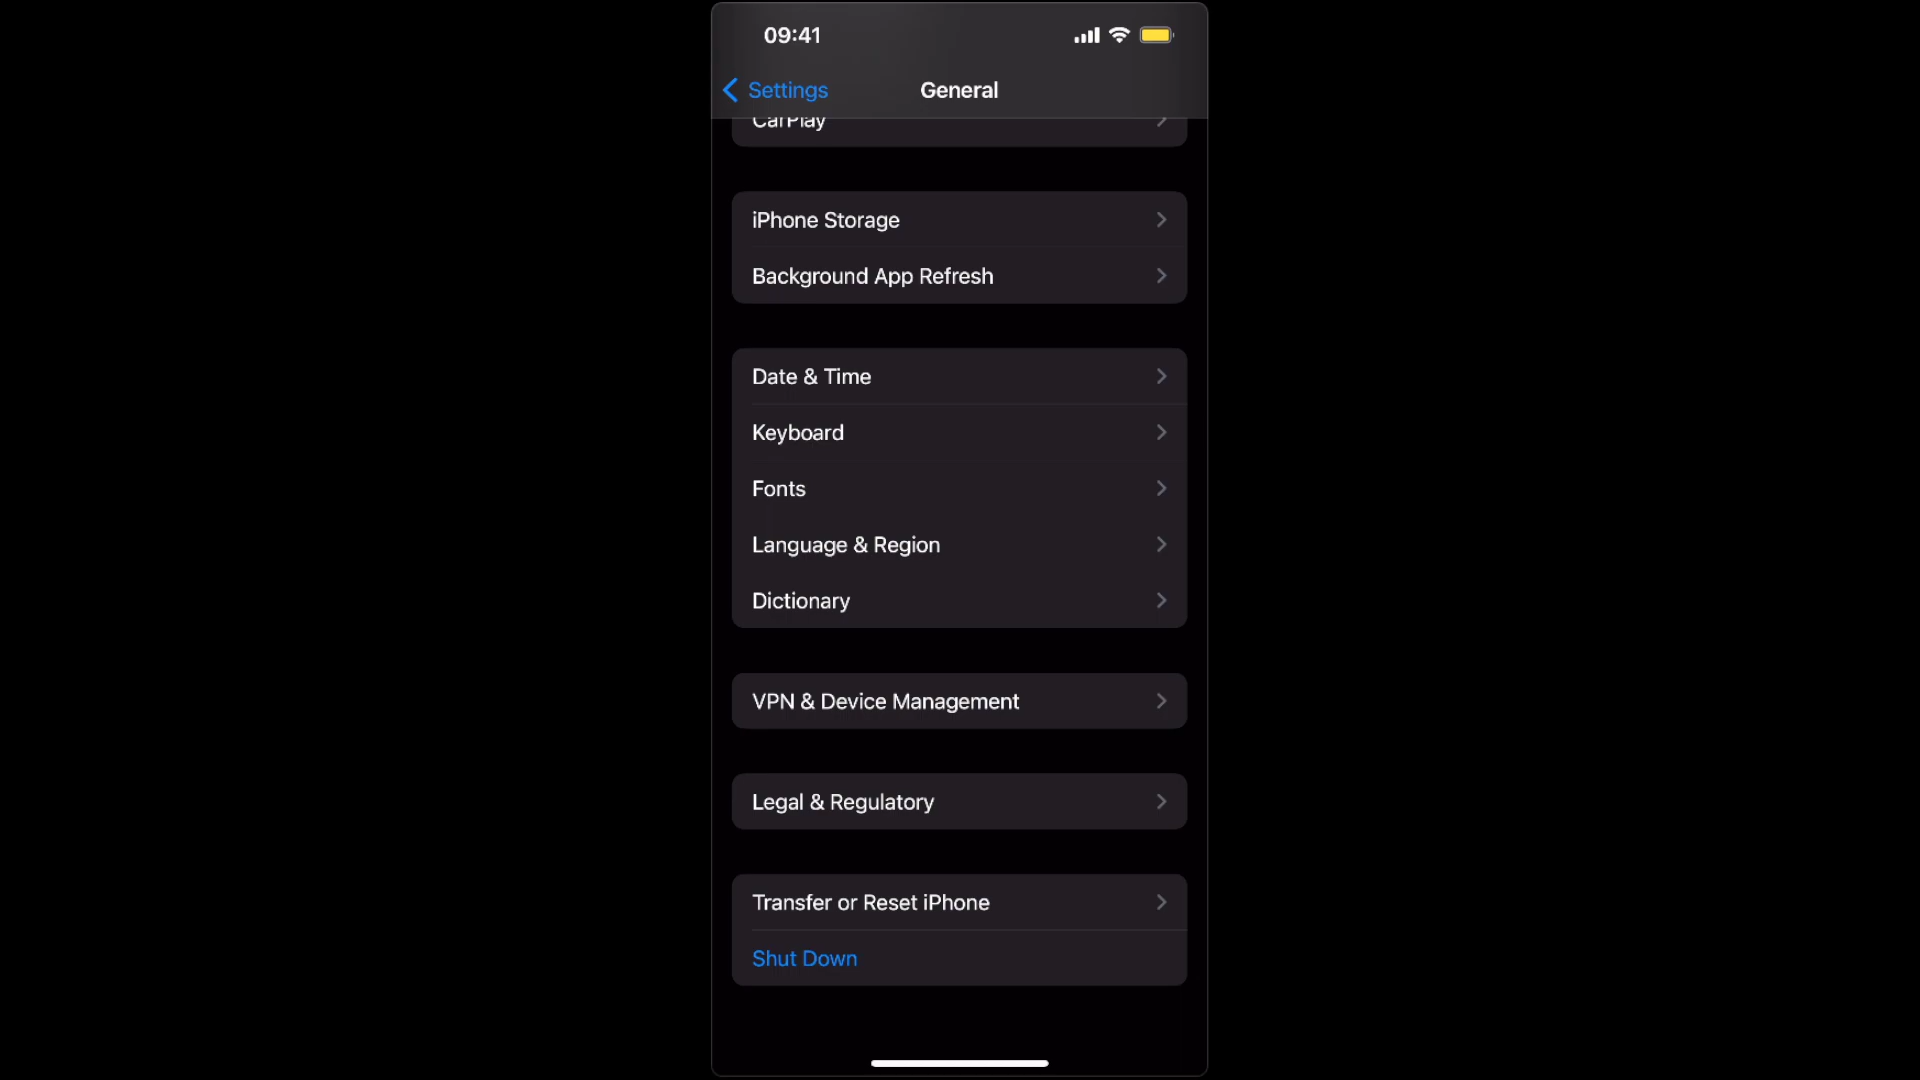 09:41
Settings
General
CarPlay
iPhone Storage
Background App Refresh
Date & Time
Keyboard
Fonts
Language & Region
Dictionary
VPN & Device Management
Legal & Regulatory
Transfer or Reset iPhone
Shut Down